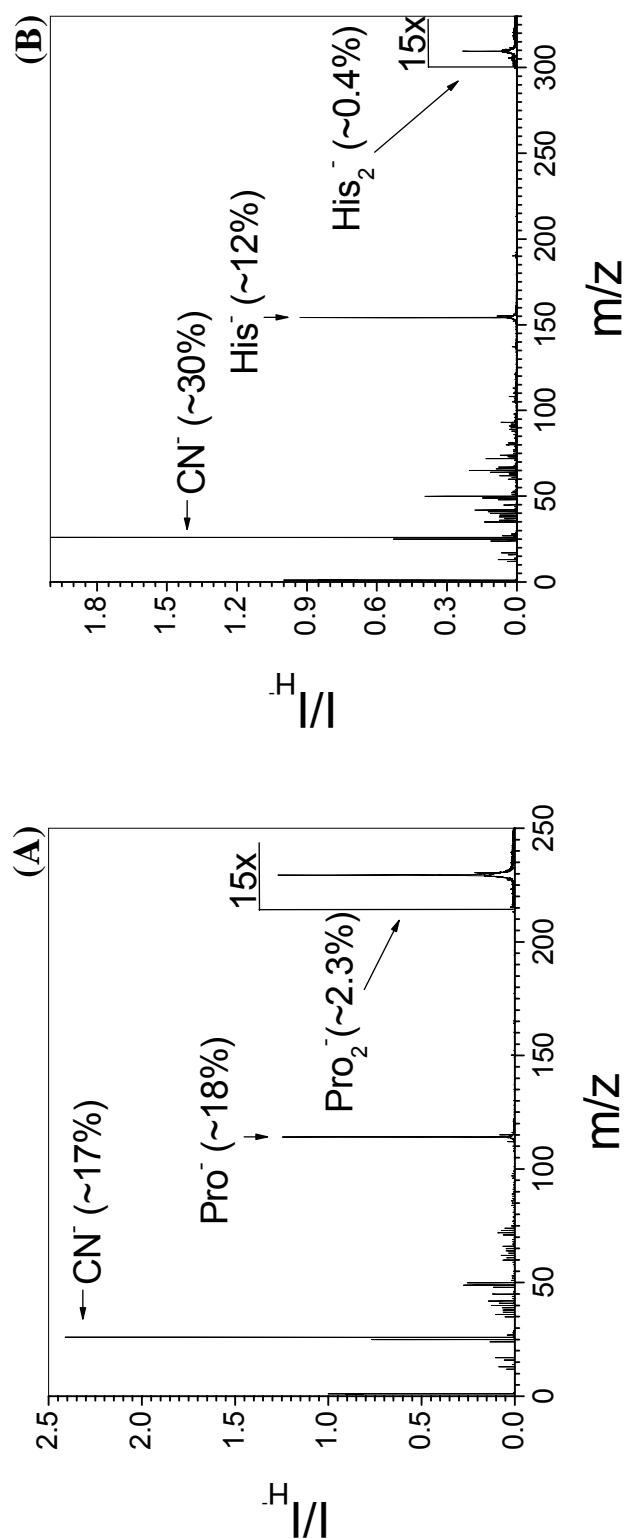 (A)
I/I H-
2.5
2.0
1.5
1.0
0.5
0.0
CN- (~17%)
Pro- (~18%)
15x
Pro2- (~2.3%)
0 50 100 150 200 250
m/z
(B)
I/I H-
1.8
1.5
1.2
0.9
0.6
0.3
0.0
CN- (~30%)
His- (~12%)
15x
His2- (~0.4%)
0 50 100 150 200 250 300
m/z